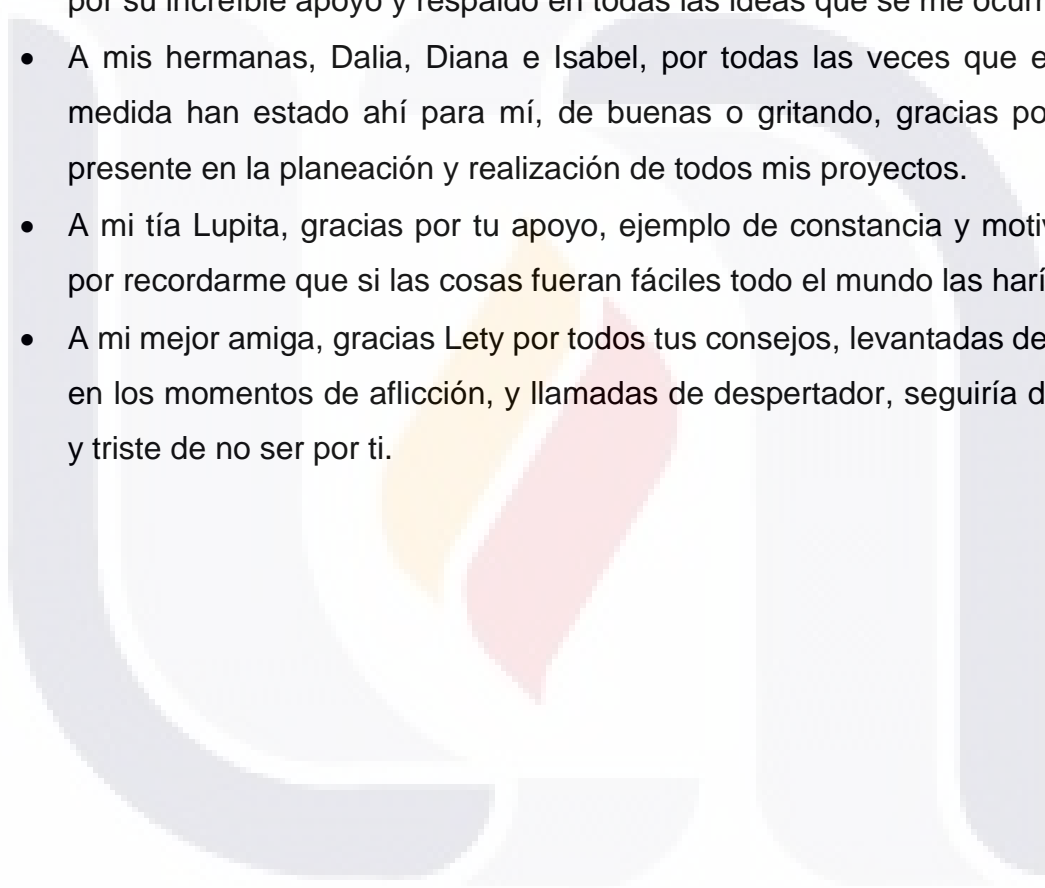 por su increíble apoyo y respaldo en todas las ideas que se me ocurr
• A mis hermanas, Dalia, Diana e Isabel, por todas las veces que e
medida han estado ahí para mí, de buenas o gritando, gracias po
presente en la planeación y realización de todos mis proyectos.
• A mi tía Lupita, gracias por tu apoyo, ejemplo de constancia y motiv
por recordarme que si las cosas fueran fáciles todo el mundo las harí
• A mi mejor amiga, gracias Lety por todos tus consejos, levantadas de
en los momentos de aflicción, y llamadas de despertador, seguiría d
y triste de no ser por ti.